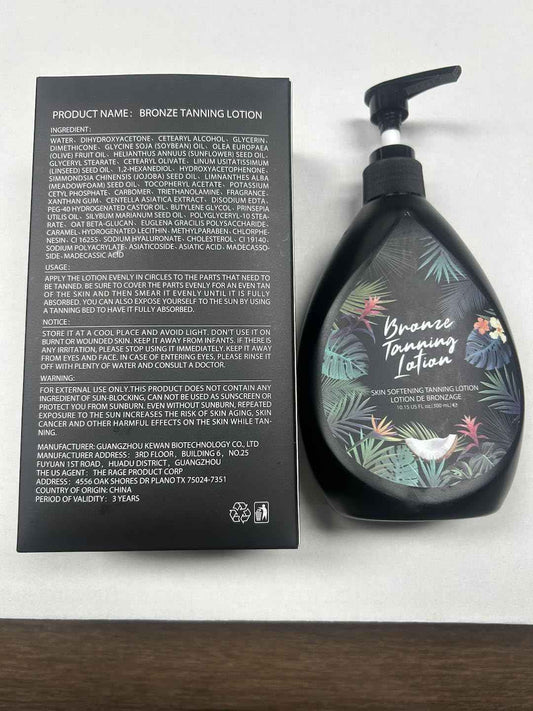 PRODUCT NAME: BRONZE TANNING LOTION
INGREDIENT:
WATER、DIHYDROXYACETONE、CETEARYL ALCOHOL、GLYCERIN、
DIMETHICONE、GLYCINE SOJA (SOYBEAN) OIL、OLEA EUROPAEA
(OLIVE) FRUIT OIL、HELIANTHUS ANNUUS (SUNFLOWER) SEED OIL、
GLYCERYL STEARATE、CETEARYL OLIVATE、LINUM USITATISSIMUM
(LINSEED) SEED OIL、1,2-HEXANEDIOL、HYDROXYACETOPHENONE、
SIMMONDSIA CHINENSIS (JOJOBA) SEED OIL、LIMNANTHES ALBA
(MEADOWFOAM) SEED OIL、TOCOPHERYL ACETATE、POTASSIUM
CETYL PHOSPHATE、CARBOMER、TRIETHANOLAMINE、FRAGRANCE、
XANTHAN GUM、CENTELLA ASIATICA EXTRACT、DISODIUM EDTA、
PEG-40 HYDROGENATED CASTOR OIL、BUTYLENE GLYCOL、PRINSEPIA
UTILIS OIL、SILYBUM MARIANUM SEED OIL、POLYGLYCERYL-10 STEA-
RATE、OAT BETA-GLUCAN、EUGLENA GRACILIS POLYSACCHARIDE、
CARAMEL、HYDROGENATED LECITHIN、METHYLPARABEN、CHLORPHE-
NESIN、CI 16255、SODIUM HYALURONATE、CHOLESTEROL、CI 19140、
SODIUM POLYACRYLATE、ASIATICOSIDE、ASIATIC ACID、MADECASSO-
SIDE、MADECASSIC ACID
USAGE:
APPLY THE LOTION EVENLY IN CIRCLES TO THE PARTS THAT NEED TO
BE TANNED. BE SURE TO COVER THE PARTS EVENLY FOR AN EVEN TAN
OF THE SKIN AND THEN SMEAR IT EVENLY UNTIL IT IS FULLY
ABSORBED. YOU CAN ALSO EXPOSE YOURSELF TO THE SUN BY USING
A TANNING BED TO HAVE IT FULLY ABSORBED.
NOTICE:
STORE IT AT A COOL PLACE AND AVOID LIGHT. DON'T USE IT ON
BURNT OR WOUNDED SKIN. KEEP IT AWAY FROM INFANTS. IF THERE IS
ANY IRRITATION, PLEASE STOP USING IT IMMEDIATELY. KEEP IT AWAY
FROM EYES AND FACE. IN CASE OF ENTERING EYES, PLEASE RINSE IT
OFF WITH PLENTY OF WATER AND CONSULT A DOCTOR.
WARNING:
FOR EXTERNAL USE ONLY.THIS PRODUCT DOES NOT CONTAIN ANY
INGREDIENT OF SUN-BLOCKING, CAN NOT BE USED AS SUNSCREEN OR
PROTECT YOU FROM SUNBURN. EVEN WITHOUT SUNBURN, REPEATED
EXPOSURE TO THE SUN INCREASES THE RISK OF SKIN AGING, SKIN
CANCER AND OTHER HARMFUL EFFECTS ON THE SKIN WHILE TAN-
NING.
MANUFACTURER: GUANGZHOU KEWAN BIOTECHNOLOGY CO., LTD
MANUFACTURER ADDRESS: 3RD FLOOR, BUILDING 6, NO.25
FUYUAN 1ST ROAD, HUADU DISTRICT, GUANGZHOU
THE US AGENT: THE RAGE PRODUCT CORP
ADDRESS: 4556 OAK SHORES DR PLANO TX 75024-7351
COUNTRY OF ORIGIN: CHINA
PERIOD OF VALIDITY: 3 YEARS
Bronze
Tanning
Lotion
SKIN SOFTENING TANNING LOTION
LOTION DE BRONZAGE
10.15 US FL oz.(300 mL) e